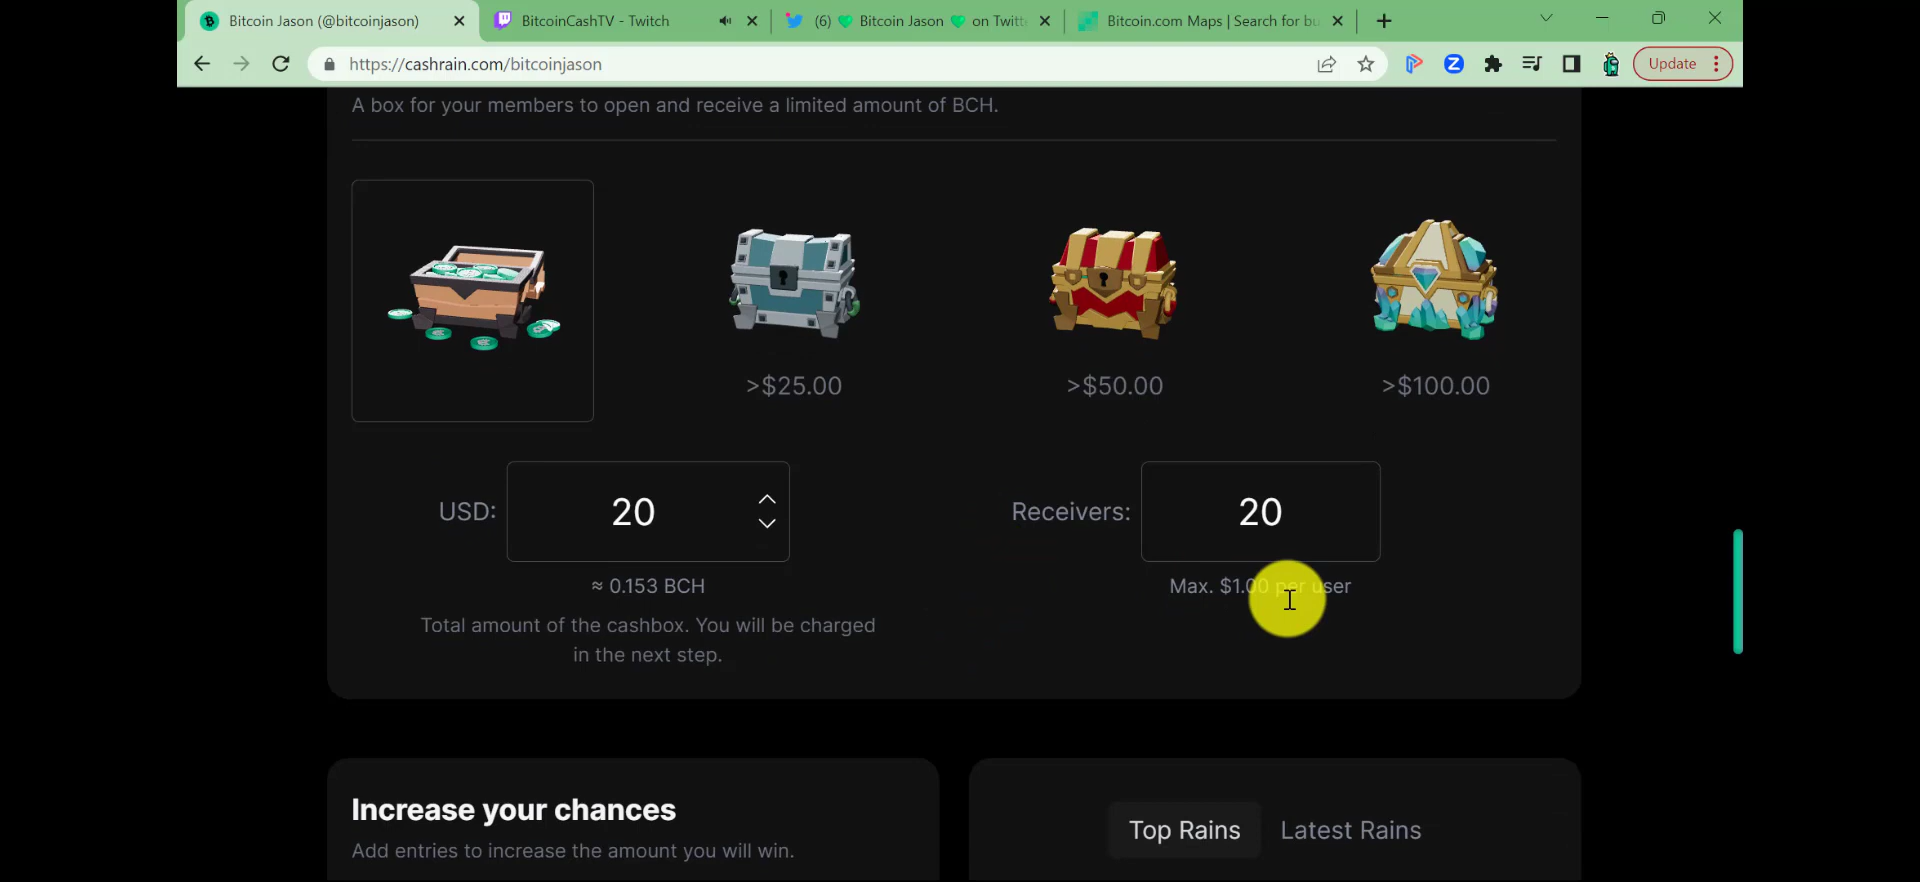 Bitcoin Jason (@bitcoinjason)
BitcoinCashTV - Twitch
(6) 💚 Bitcoin Jason 💚 on Twitt
Bitcoin.com Maps | Search for bu
https://cashrain.com/bitcoinjason
Update
A box for your members to open and receive a limited amount of BCH.
>$25.00
>$50.00
>$100.00
USD:
20
Receivers:
20
≈ 0.153 BCH
Max. $1.00 per user
Total amount of the cashbox. You will be charged
in the next step.
Increase your chances
Add entries to increase the amount you will win.
Top Rains
Latest Rains